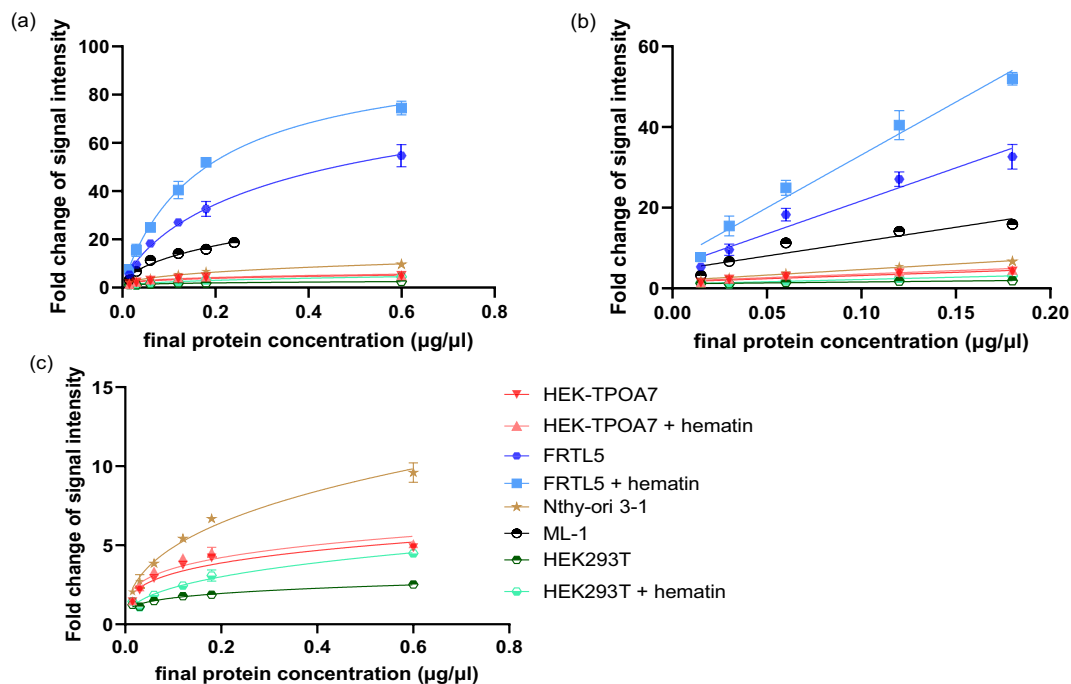 (a)
Fold change of signal intensity
100
80
60
40
20
0
0.0 0.2 0.4 0.6 0.8
final protein concentration (µg/µl)
(b)
Fold change of signal intensity
60
40
20
0
0.00 0.05 0.10 0.15 0.20
final protein concentration (µg/µl)
(c)
Fold change of signal intensity
15
10
5
0
0.0 0.2 0.4 0.6 0.8
final protein concentration (µg/µl)
HEK-TPOA7
HEK-TPOA7 + hematin
FRTL5
FRTL5 + hematin
Nthy-ori 3-1
ML-1
HEK293T
HEK293T + hematin